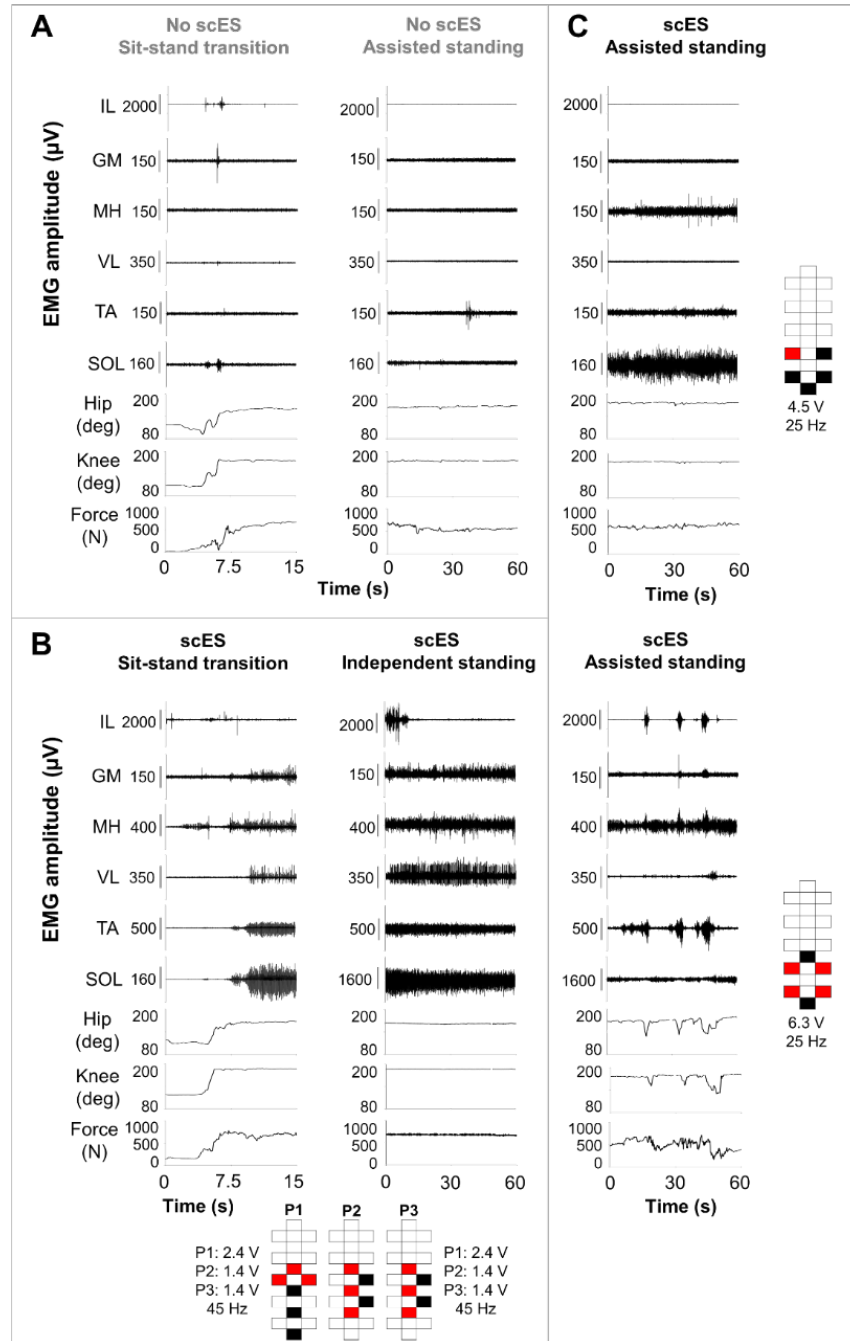 A
No scES
Sit-stand transition
No scES
Assisted standing
EMG amplitude (µV)
IL 2000
GM 150
MH 150
VL 350
TA 150
SOL 160
Hip
(deg)
200
80
Knee
(deg)
200
80
Force
(N)
1000
500
0
0 7.5 15
2000
150
150
350
150
160
200
80
200
80
1000
500
0
0 30 60
Time (s)
C
scES
Assisted standing
2000
150
150
350
150
160
200
80
200
80
1000
500
0
0 30 60
Time (s)
4.5 V
25 Hz
B
scES
Sit-stand transition
scES
Independent standing
EMG amplitude (µV)
IL 2000
GM 150
MH 400
VL 350
TA 500
SOL 160
Hip
(deg)
200
80
Knee
(deg)
200
80
Force
(N)
1000
500
0
0 7.5 15
Time (s)
2000
150
400
350
500
1600
200
80
200
80
1000
500
0
0 30 60
Time (s)
P1 P2 P3
P1: 2.4 V
P2: 1.4 V
P3: 1.4 V
45 Hz
P1: 2.4 V
P2: 1.4 V
P3: 1.4 V
45 Hz
scES
Assisted standing
2000
150
400
350
500
1600
200
80
200
80
1000
500
0
0 30 60
Time (s)
6.3 V
25 Hz